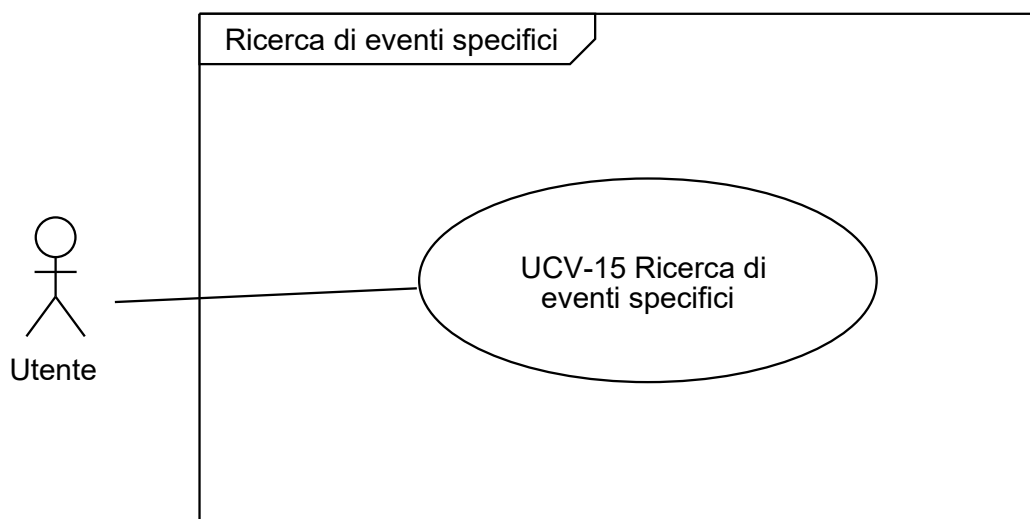 Ricerca di eventi specifici
UCV-15 Ricerca di
eventi specifici
Utente